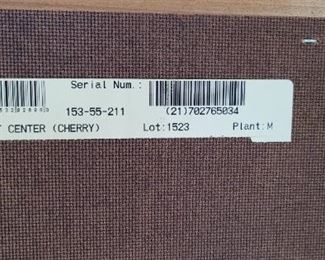 Serial Num.:
153-55-211 (21)702765034
CENTER (CHERRY) Lot:1523 Plant:M